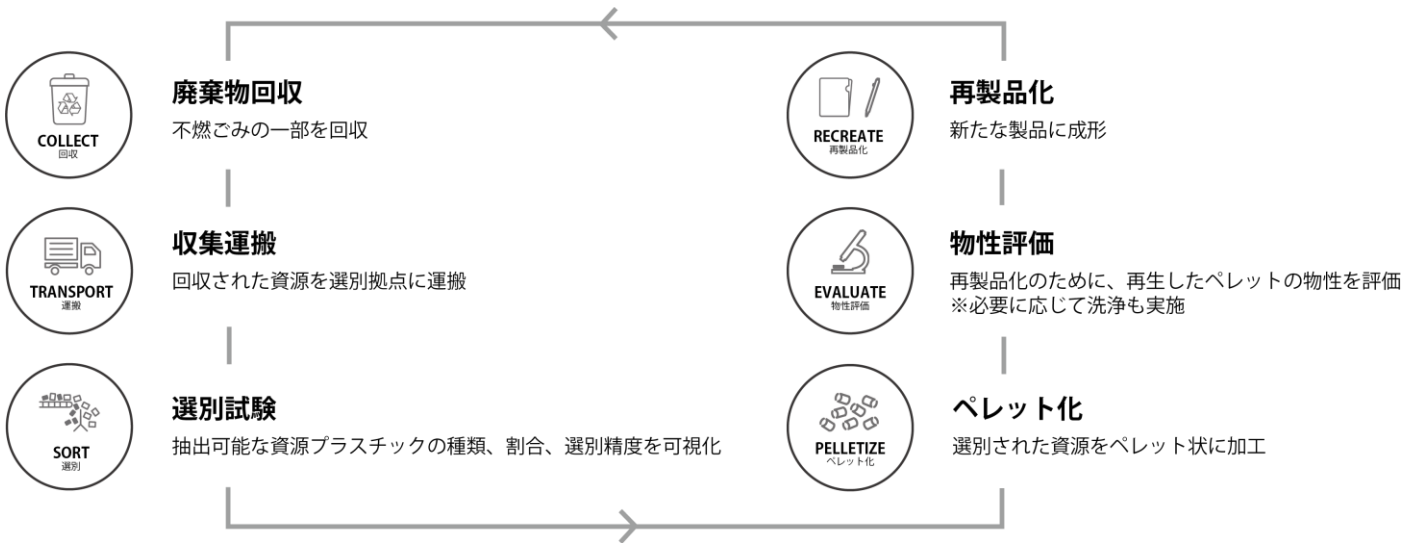 COLLECT
回収
廃棄物回収
不燃ごみの一部を回収
TRANSPORT
運搬
収集運搬
回収された資源を選別拠点に運搬
SORT
選別
選別試験
抽出可能な資源プラスチックの種類、割合、選別精度を可視化
RECREATE
再製品化
再製品化
新たな製品に成形
EVALUATE
物性評価
物性評価
再製品化のために、再生したペレットの物性を評価
※必要に応じて洗浄も実施
PELLETIZE
ペレット化
ペレット化
選別された資源をペレット状に加工